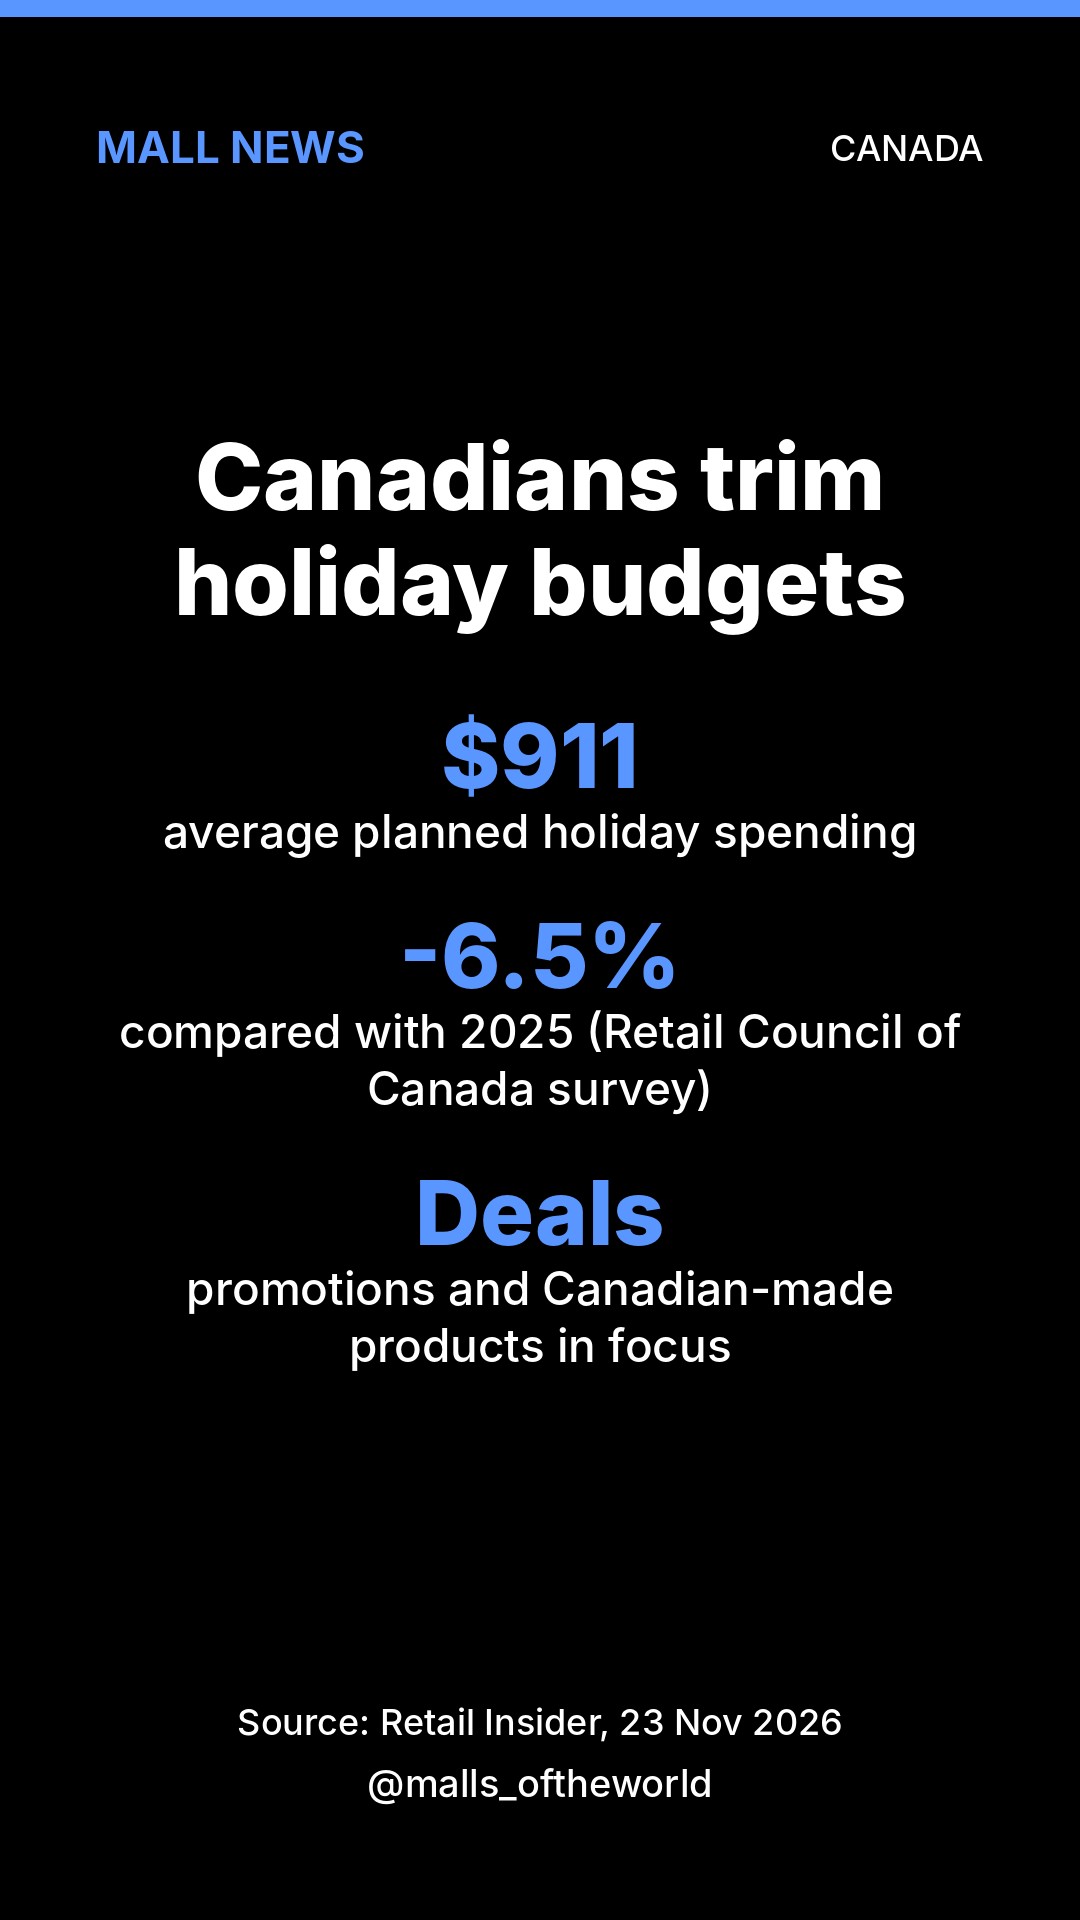 MALL NEWS
CANADA
Canadians trim
holiday budgets
$911
average planned holiday spending
-6.5%
compared with 2025 (Retail Council of
Canada survey)
Deals
promotions and Canadian-made
products in focus
Source: Retail Insider, 23 Nov 2026
@malls_oftheworld